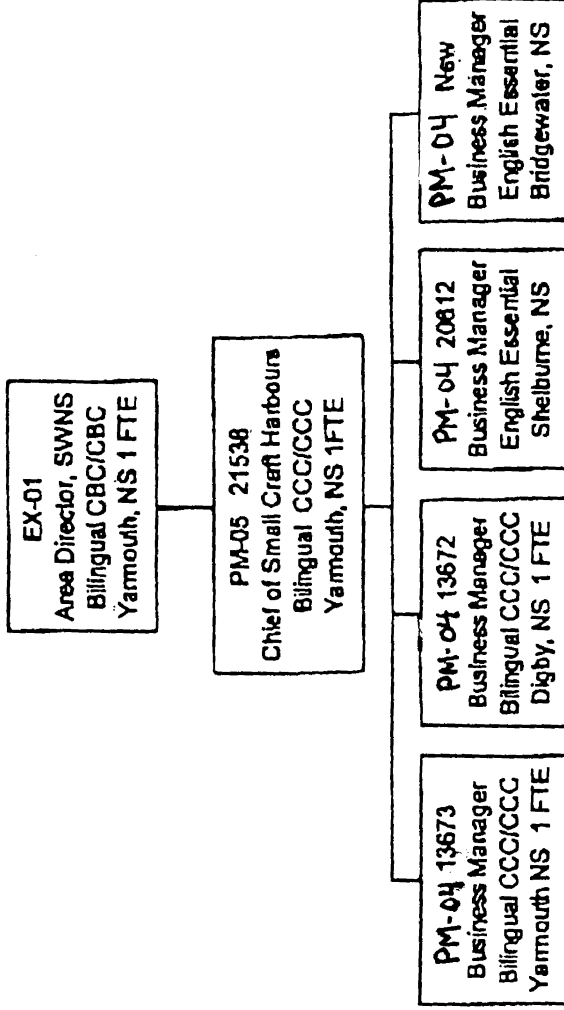 EX-01
Area Director, SWNS
Bilingual CBC/CBC
Yarmouth, NS 1 FTE
PM-05 21538
Chief of Small Craft Harbours
Bilingual CCC/CCC
Yarmouth, NS 1FTE
PM-04 13673
Business Manager
Bilingual CCC/CCC
Yarmouth NS 1 FTE
PM-04 13672
Business Manager
Bilingual CCC/CCC
Digby, NS 1 FTE
PM-04 20812
Business Manager
English Essential
Shelburne, NS
PM-04 New
Business Manager
English Essential
Bridgewater, NS